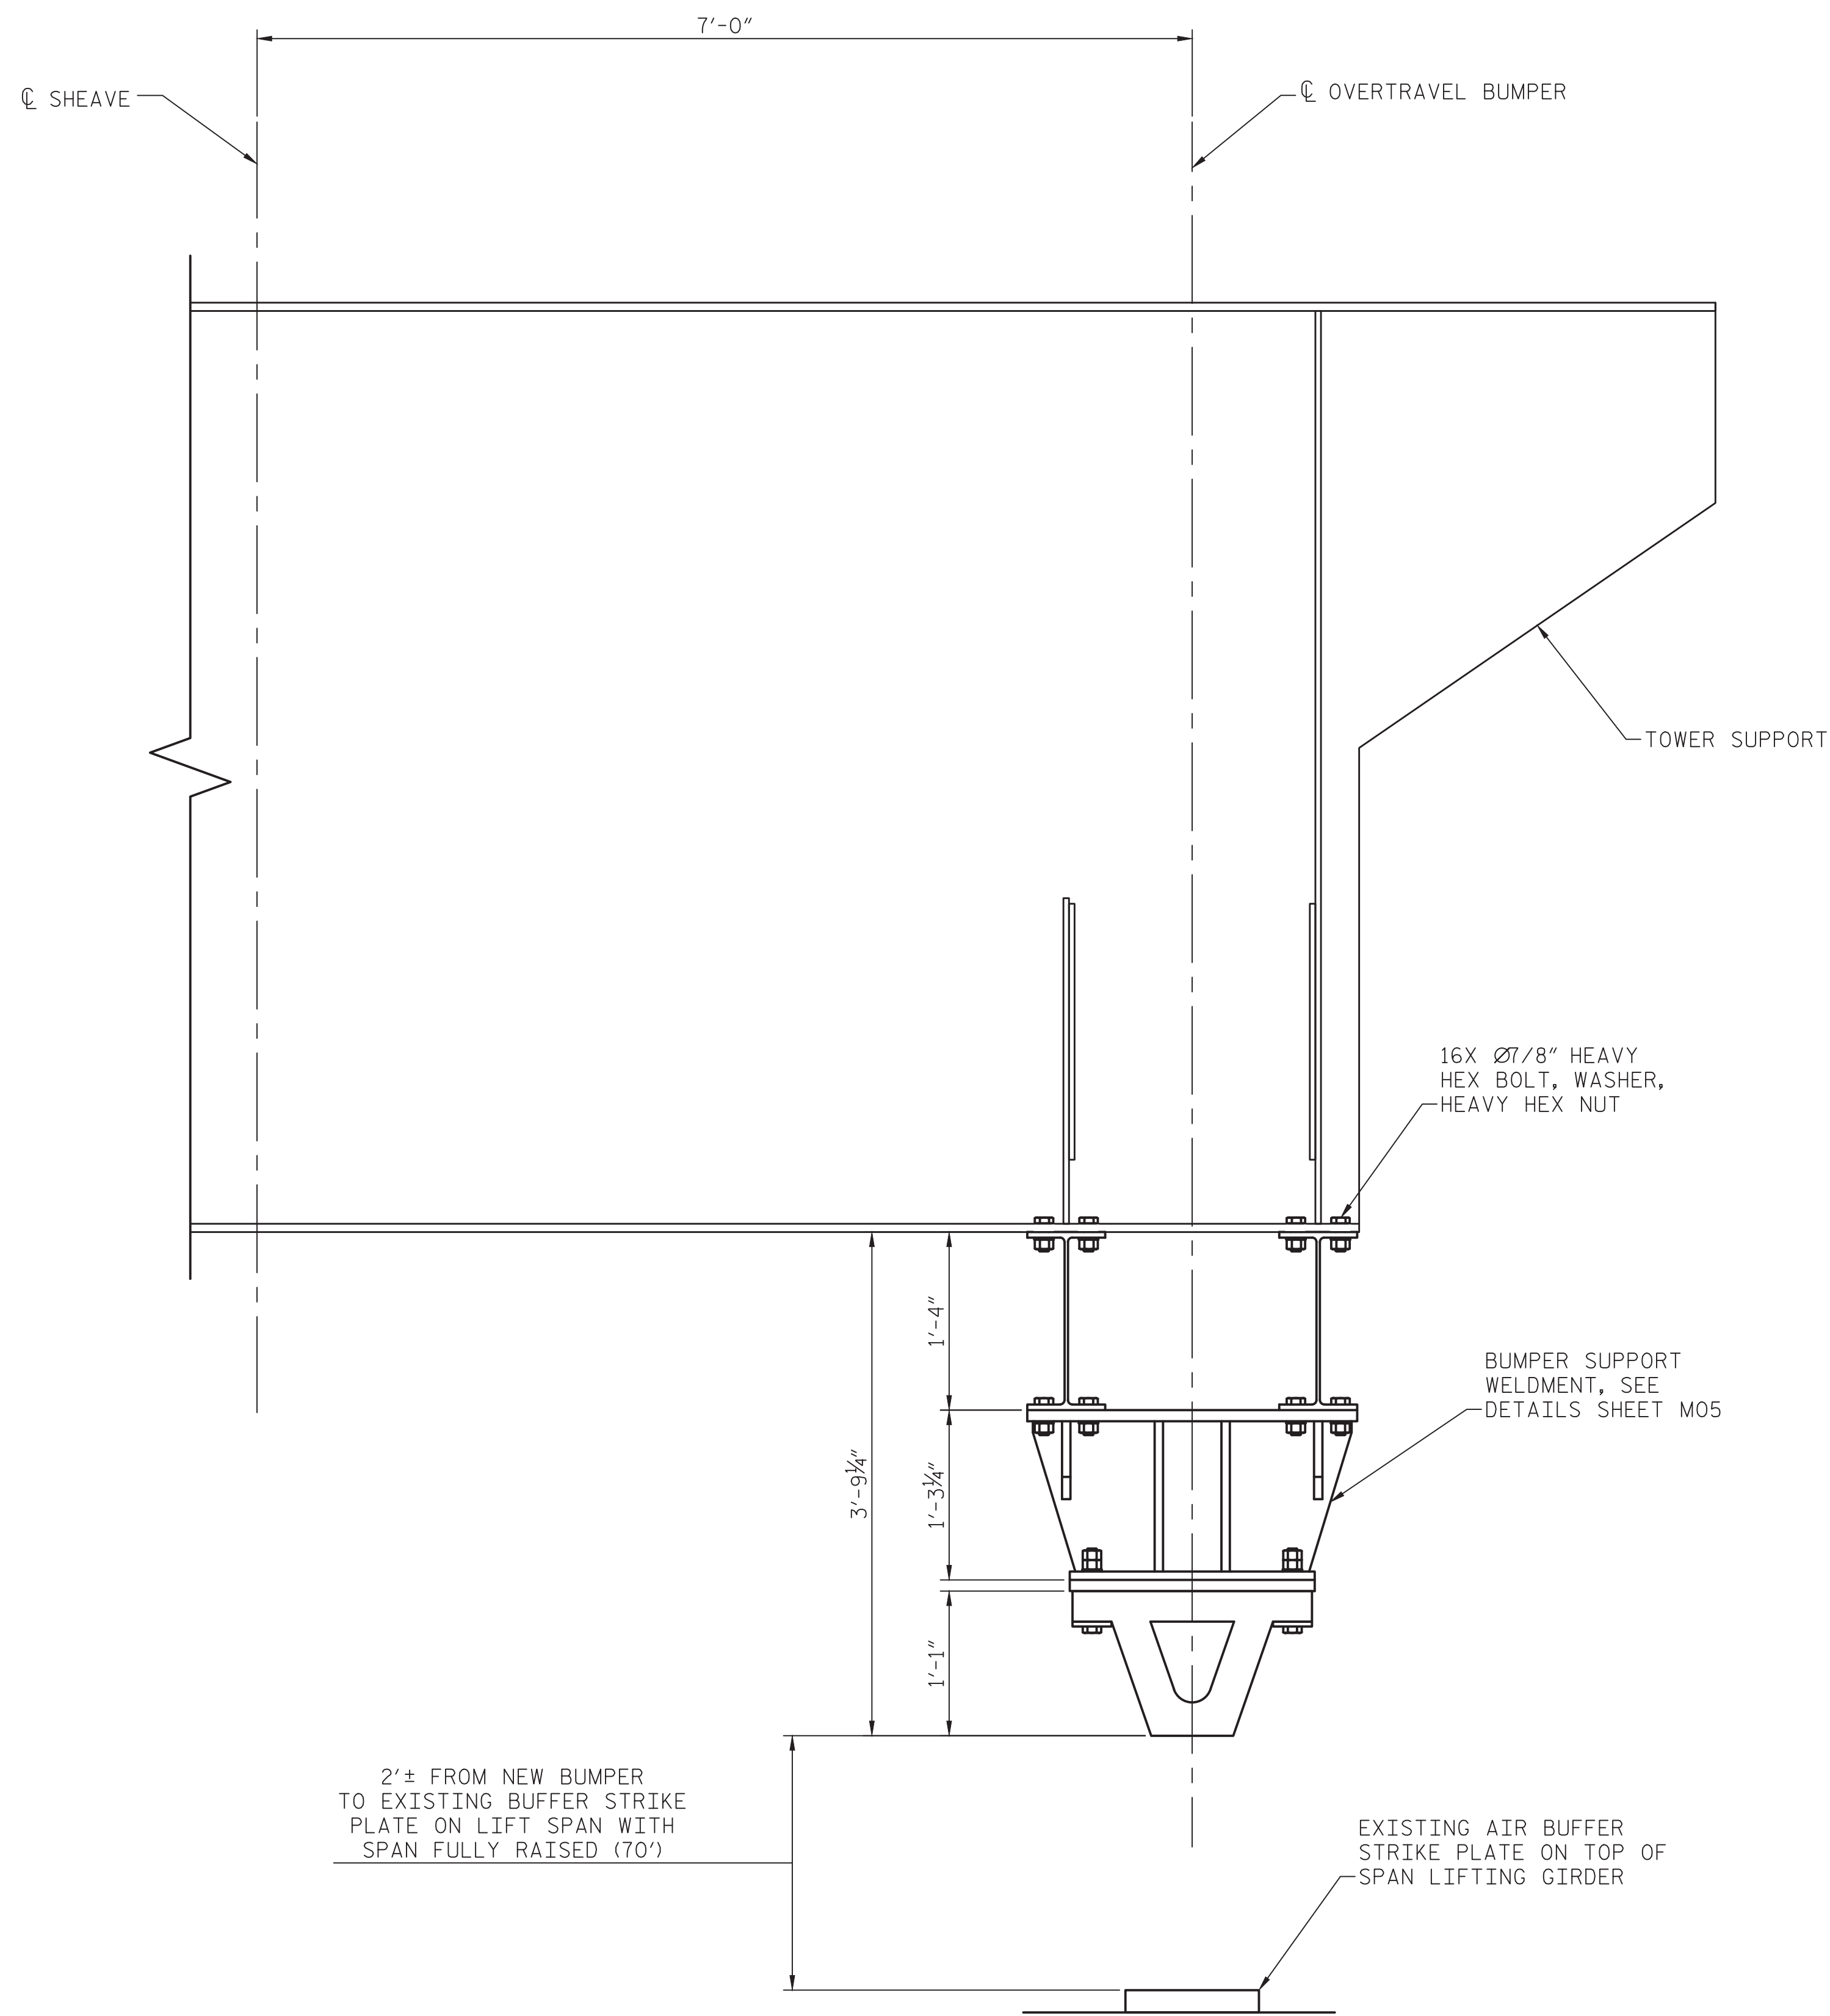 7'-0"
℄ SHEAVE
℄ OVERTRAVEL BUMPER
TOWER SUPPORT
16X Ø7/8" HEAVY
HEX BOLT, WASHER,
HEAVY HEX NUT
1'-4"
BUMPER SUPPORT
WELDMENT, SEE
DETAILS SHEET M05
3'-9¼"
1'-3¼"
1'-1"
2'± FROM NEW BUMPER
TO EXISTING BUFFER STRIKE
PLATE ON LIFT SPAN WITH
SPAN FULLY RAISED (70')
EXISTING AIR BUFFER
STRIKE PLATE ON TOP OF
SPAN LIFTING GIRDER